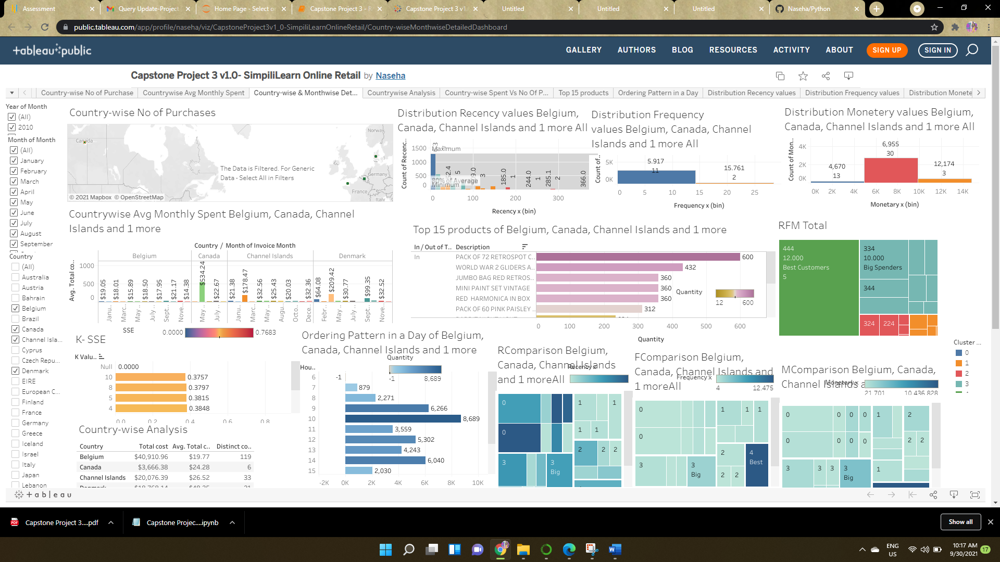 Assessment
Query Update-Project
Home Page - Select or
Capstone Project 3 - R
Capstone Project 3 v1.
Untitled
Untitled
Untitled
Naseha/Python
public.tableau.com/app/profile/naseha/viz/CapstoneProject3v1_0-SimpiliLearnOnlineRetail/Country-wiseMonthwiseDetailedDashboard
+ableau public
GALLERY AUTHORS BLOG RESOURCES ACTIVITY ABOUT SIGN UP SIGN IN
Capstone Project 3 v1.0- SimpiliLearn Online Retail by Naseha
Country-wise No of Purchase
Countrywise Avg Monthly Spent
Country-wise & Monthwise Det...
Countrywise Analysis
Country-wise Spent Vs No Of P...
Top 15 products
Ordering Pattern in a Day
Distribution Recency values
Distribution Frequency values
Distribution Monete
Year of Month
(All)
2010
Month of Month
(All)
January
February
March
April
May
June
July
August
September
Country
(All)
Australia
Austria
Bahrain
Belgium
Brazil
Canada
Channel Isla...
Cyprus
Czech Repu...
Denmark
EIRE
European C...
Finland
France
Germany
Greece
Iceland
Israel
Italy
Japan
Lebanon
Country-wise No of Purchases
Canada
Norway
Germany
France
Italy
The Data is Filtered. For Generic
Data - Select All in Filters
© 2021 Mapbox © OpenStreetMap
Distribution Recency values Belgium,
Canada, Channel Islands and 1 more All
Count of Recenc..
1500
1000
500
0
Maximum
80% of Average
Minimum
185.0
1
244.0
1
285.1
2
366.0
0 100 200 300
Recency x (bin)
Distribution Frequency
values Belgium, Canada, Channel
Islands and 1 more All
Count of..
5K
0K
5.917
11
15.761
2
0 5 10 15 20 25
Frequency x (bin)
Distribution Monetery values Belgium,
Canada, Channel Islands and 1 more All
Count of Mon..
4K
2K
0K
4,670
13
6,955
30
12,174
3
0K 2K 4K 6K 8K 10K 12K 14K
Monetary x (bin)
Countrywise Avg Monthly Spent Belgium, Canada, Channel
Islands and 1 more
Country / Month of Invoice Month
Belgium Canada Channel Islands Denmark
Avg. Total co..
1000
500
0
$19.05 $18.01 $15.89 $18.50 $17.95 $21.17 $14.38 $534.24 $22.67 $21.38 $178.47 $32.56 $25.43 $20.03 $32.36 $64.08 $209.42 $30.77 $99.35 $32.52
Janu.. Marc.. May .. July .. Sept.. Nove.. May .. July .. Janu.. Marc.. May .. Augu.. Octo.. Dece.. Febr.. May .. July .. Sept.. Nove..
Top 15 products of Belgium, Canada, Channel Islands and 1 more
In / Out of T.. Description
In PACK OF 72 RETROSPOT C.. 600
WORLD WAR 2 GLIDERS A.. 432
JUMBO BAG RED RETROS.. 360
MINI PAINT SET VINTAGE 360
RED HARMONICA IN BOX 360
PACK OF 60 PINK PAISLEY .. 312
Quantity
12 600
0 100 200 300 400 500 600
Quantity
RFM Total
444
12.000
Best Customers
5
334
10.000
Big Spenders
344
324
224
Cluster ...
0
1
2
3
SSE
0.0000 0.7683
K- SSE
K Valu..
Null 0.0000
10 0.3757
8 0.3797
5 0.3815
4 0.3848
0.0 0.2 0.4 0.6 0.8
Country-wise Analysis
Country Total cost Avg. Total c.. Distinct co..
Belgium $40,910.96 $19.77 119
Canada $3,666.38 $24.28 6
Channel Islands $20,076.39 $26.52 33
Denmark $18,768.14 $48.25 21
Ordering Pattern in a Day of Belgium,
Canada, Channel Islands and 1 more
Quantity
-1 8,689
Hou..
6 -1
7 879
8 2,271
9 6,266
10 8,689
11 3,559
12 5,302
13 4,243
14 6,040
15 2,030
-2K 0K 2K 4K 6K 8K 10K
RComparison Belgium,
Canada, Channel Islands
and 1 moreAll
Recency x
0 1 1
0 1 1
2 2 2
3 3
Big
FComparison Belgium,
Canada, Channel Islands and
1 moreAll
Frequency x
4 12.475
0 1 1 1
0
2 4
Best
3 3
Big
2 2
MComparison Belgium, Canada,
Channel Islands a
Monetary x
21.701 10,436.828
0 0 0 0 1 2
0 0 0 0 2 2
3 3 3 3
Big
1
+ a b l e a u
Capstone Project 3....pdf
Capstone Projec....ipynb
Show all
ENG
US
10:17 AM
9/30/2021
17